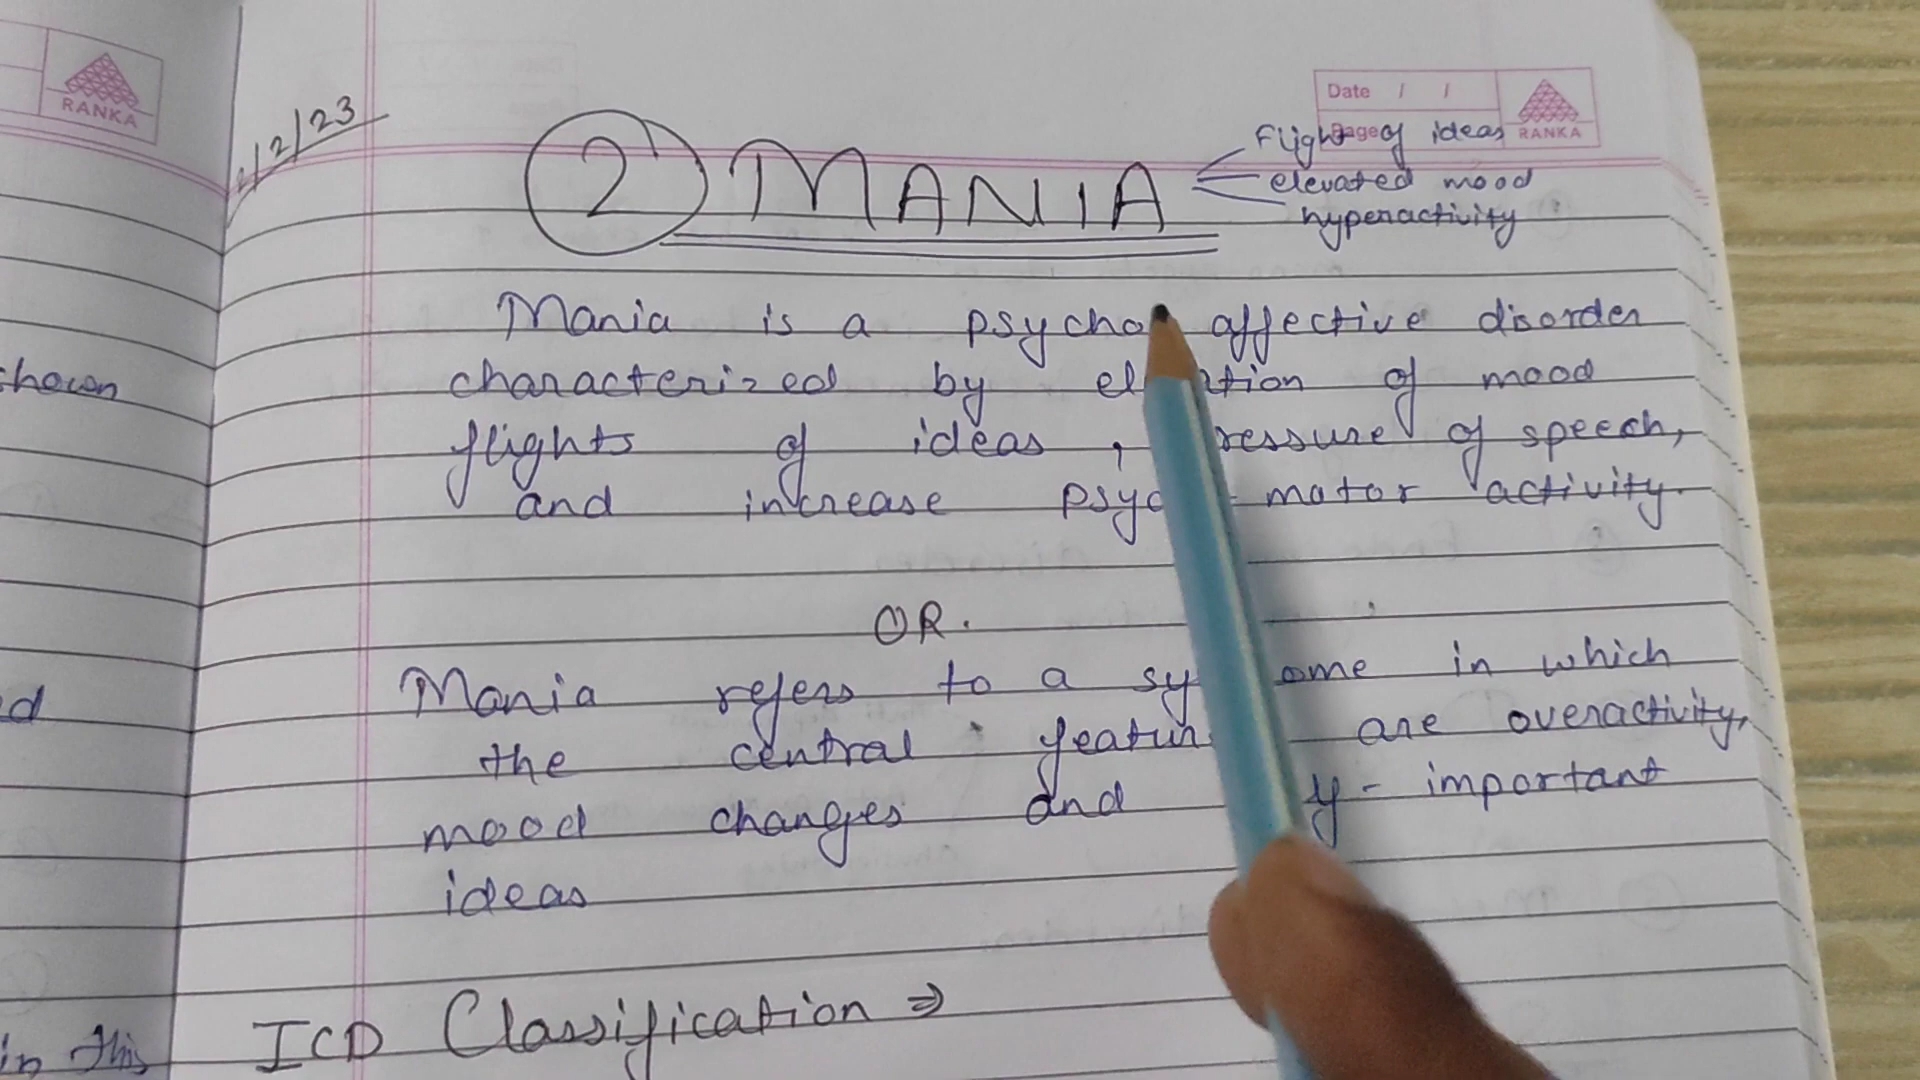 RANKA
hown
d
in this
/2/23
Date / /
Page
RANKA
② MANIA
Flight of ideas
elevated mood
hyperactivity
Mania is a psycho affective disorder
characterized by of mood
flights of ideas , of speech,
and increase motor activity.
OR.
Mania refers to a in which
the central are overactivity,
mood changes and - important
ideas
ICD Classification ⇒